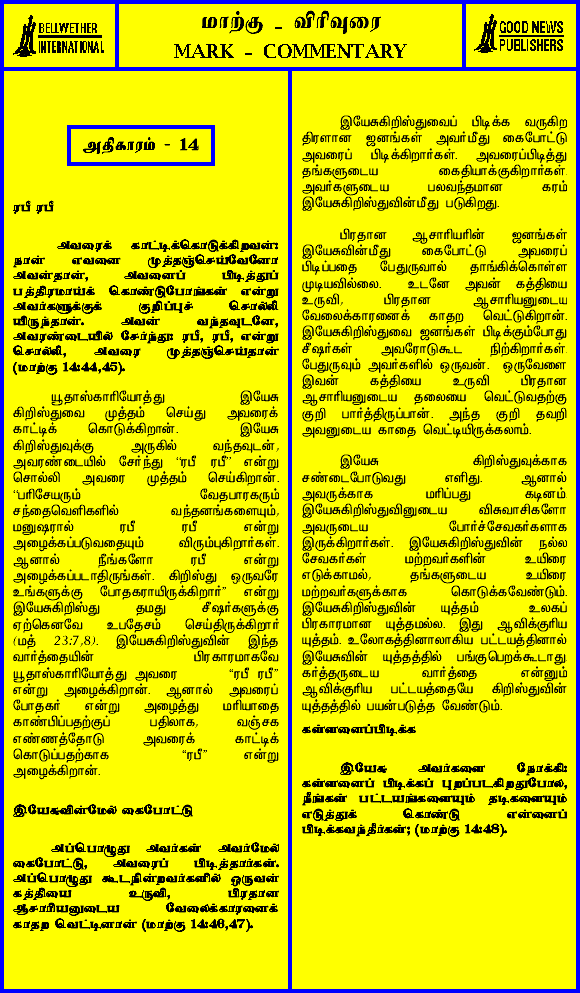 BELLWETHER
INTERNATIONAL
மாற்கு - விரிவுரை
MARK - COMMENTARY
GOOD NEWS
PUBLISHERS
அதிகாரம் - 14
ரபீ ரபீ
அவரைக் காட்டிக்கொடுக்கிறவன்:
நான் எவனை முத்தஞ்செய்வேனோ
அவன்தான், அவனைப் பிடித்துப்
பத்திரமாய்க் கொண்டுபோங்கள் என்று
அவர்களுக்குக் குறிப்புச் சொல்லி
யிருந்தான். அவன் வந்தவுடனே,
அவரண்டையில் சேர்ந்து: ரபீ, ரபீ, என்று
சொல்லி, அவரை முத்தஞ்செய்தான்
(மாற்கு 14:44,45).
யூதாஸ்காரியோத்து இயேசு
கிறிஸ்துவை முத்தம் செய்து அவரைக்
காட்டிக் கொடுக்கிறான். இயேசு
கிறிஸ்துவுக்கு அருகில் வந்தவுடன்,
அவரண்டையில் சேர்ந்து “ரபீ ரபீ” என்று
சொல்லி அவரை முத்தம் செய்கிறான்.
“பரிசேயரும் வேதபாரகரும்
சந்தைவெளிகளில் வந்தனங்களையும்,
மனுஷரால் ரபீ ரபீ என்று
அழைக்கப்படுவதையும் விரும்புகிறார்கள்.
ஆனால் நீங்களோ ரபீ என்று
அழைக்கப்படாதிருங்கள். கிறிஸ்து ஒருவரே
உங்களுக்கு போதகராயிருக்கிறார்” என்று
இயேசுகிறிஸ்து தமது சீஷர்களுக்கு
ஏற்கெனவே உபதேசம் செய்திருக்கிறார்
(மத் 23:7,8). இயேசுகிறிஸ்துவின் இந்த
வார்த்தையின் பிரகாரமாகவே
யூதாஸ்காரியோத்து அவரை “ரபீ ரபீ”
என்று அழைக்கிறான். ஆனால் அவரைப்
போதகர் என்று அழைத்து மரியாதை
காண்பிப்பதற்குப் பதிலாக, வஞ்சக
எண்ணத்தோடு அவரைக் காட்டிக்
கொடுப்பதற்காக “ரபீ” என்று
அழைக்கிறான்.
இயேசுவின்மேல் கைபோட்டு
அப்பொழுது அவர்கள் அவர்மேல்
கைபோட்டு, அவரைப் பிடித்தார்கள்.
அப்பொழுது கூடநின்றவர்களில் ஒருவன்
கத்தியை உருவி, பிரதான
ஆசாரியனுடைய வேலைக்காரனைக்
காதற வெட்டினான் (மாற்கு 14:46,47).
இயேசுகிறிஸ்துவைப் பிடிக்க வருகிற
திரளான ஜனங்கள் அவர்மீது கைபோட்டு
அவரைப் பிடிக்கிறார்கள். அவரைப்பிடித்து
தங்களுடைய கைதியாக்குகிறார்கள்.
அவர்களுடைய பலவந்தமான கரம்
இயேசுகிறிஸ்துவின்மீது படுகிறது.
பிரதான ஆசாரியரின் ஜனங்கள்
இயேசுவின்மீது கைபோட்டு அவரைப்
பிடிப்பதை பேதுருவால் தாங்கிக்கொள்ள
முடியவில்லை. உடனே அவன் கத்தியை
உருவி, பிரதான ஆசாரியனுடைய
வேலைக்காரனைக் காதற வெட்டுகிறான்.
இயேசுகிறிஸ்துவை ஜனங்கள் பிடிக்கும்போது
சீஷர்கள் அவரோடுகூட நிற்கிறார்கள்.
பேதுருவும் அவர்களில் ஒருவன். ஒருவேளை
இவன் கத்தியை உருவி பிரதான
ஆசாரியனுடைய தலையை வெட்டுவதற்கு
குறி பார்த்திருப்பான். அந்த குறி தவறி
அவனுடைய காதை வெட்டியிருக்கலாம்.
இயேசு கிறிஸ்துவுக்காக
சண்டைபோடுவது எளிது. ஆனால்
அவருக்காக மரிப்பது கடினம்.
இயேசுகிறிஸ்துவினுடைய விசுவாசிகளோ
அவருடைய போர்ச்சேவகர்களாக
இருக்கிறார்கள். இயேசுகிறிஸ்துவின் நல்ல
சேவகர்கள் மற்றவர்களின் உயிரை
எடுக்காமல், தங்களுடைய உயிரை
மற்றவர்களுக்காக கொடுக்கவேண்டும்.
இயேசுகிறிஸ்துவின் யுத்தம் உலகப்
பிரகாரமான யுத்தமல்ல. இது ஆவிக்குரிய
யுத்தம். உலோகத்தினாலாகிய பட்டயத்தினால்
இயேசுவின் யுத்தத்தில் பங்குபெறக்கூடாது.
கர்த்தருடைய வார்த்தை என்னும்
ஆவிக்குரிய பட்டயத்தையே கிறிஸ்துவின்
யுத்தத்தில் பயன்படுத்த வேண்டும்.
கள்ளனைப்பிடிக்க
இயேசு அவர்களை நோக்கி:
கள்ளனைப் பிடிக்கப் புறப்படகிறதுபோல,
நீங்கள் பட்டயங்களையும் தடிகளையும்
எடுத்துக் கொண்டு என்னைப்
பிடிக்கவந்தீர்கள்; (மாற்கு 14:48).